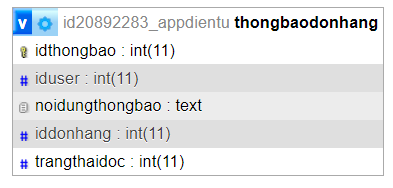 v id20892283_appdientu thongbaodonhang
idthongbao : int(11)
# iduser : int(11)
noidungthongbao : text
# iddonhang : int(11)
# trangthaidoc : int(11)